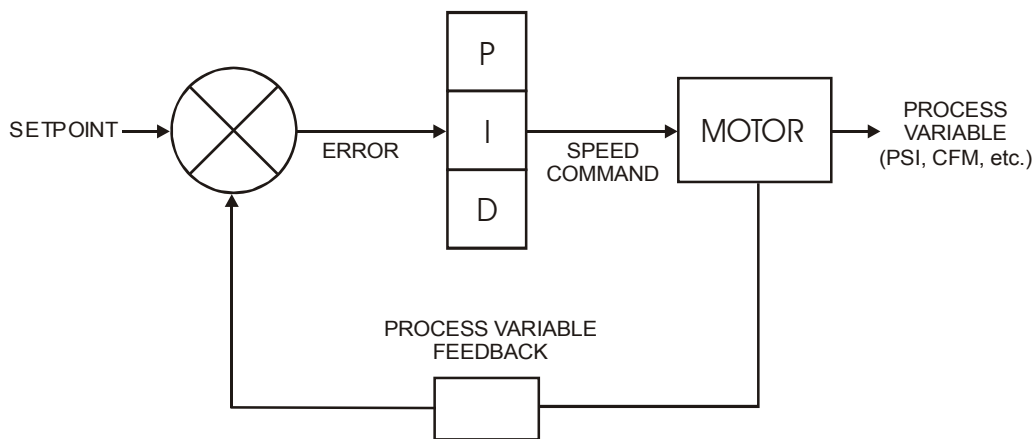 SETPOINT
ERROR
P
I
D
SPEED
COMMAND
MOTOR
PROCESS
VARIABLE
(PSI, CFM, etc.)
PROCESS VARIABLE
FEEDBACK